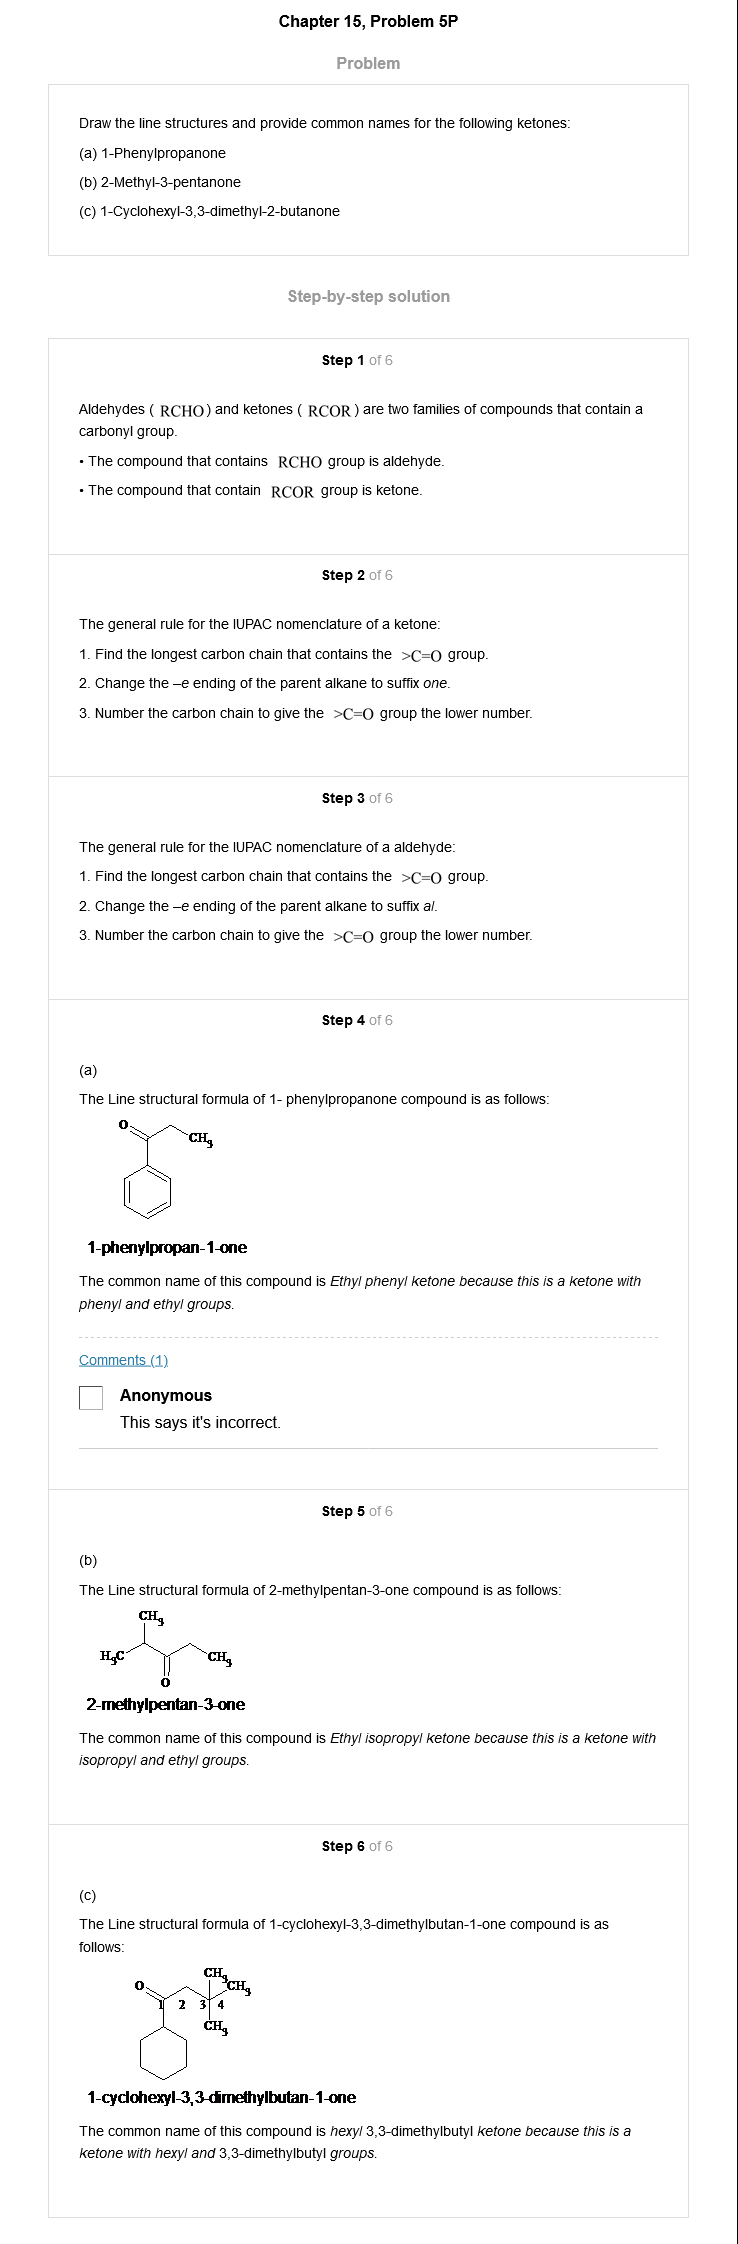 Chapter 15, Problem 5P
Problem
Draw the line structures and provide common names for the following ketones:
(a) 1-Phenylpropanone
(b) 2-Methyl-3-pentanone
(c) 1-Cyclohexyl-3,3-dimethyl-2-butanone
Step-by-step solution
Step 1 of 6
Aldehydes ( RCHO ) and ketones ( RCOR ) are two families of compounds that contain a
carbonyl group.
• The compound that contains RCHO group is aldehyde.
• The compound that contain RCOR group is ketone.
Step 2 of 6
The general rule for the IUPAC nomenclature of a ketone:
1. Find the longest carbon chain that contains the >C=O group.
2. Change the –e ending of the parent alkane to suffix one.
3. Number the carbon chain to give the >C=O group the lower number.
Step 3 of 6
The general rule for the IUPAC nomenclature of a aldehyde:
1. Find the longest carbon chain that contains the >C=O group.
2. Change the –e ending of the parent alkane to suffix al.
3. Number the carbon chain to give the >C=O group the lower number.
Step 4 of 6
(a)
The Line structural formula of 1- phenylpropanone compound is as follows:
O
CH3
1-phenylpropan-1-one
The common name of this compound is Ethyl phenyl ketone because this is a ketone with
phenyl and ethyl groups.
Comments (1)
Anonymous
This says it's incorrect.
Step 5 of 6
(b)
The Line structural formula of 2-methylpentan-3-one compound is as follows:
CH3
H3C CH3
O
2-methylpentan-3-one
The common name of this compound is Ethyl isopropyl ketone because this is a ketone with
isopropyl and ethyl groups.
Step 6 of 6
(c)
The Line structural formula of 1-cyclohexyl-3,3-dimethylbutan-1-one compound is as
follows:
CH3
O CH3
1 2 3 4
CH3
1-cyclohexyl-3,3-dimethylbutan-1-one
The common name of this compound is hexyl 3,3-dimethylbutyl ketone because this is a
ketone with hexyl and 3,3-dimethylbutyl groups.